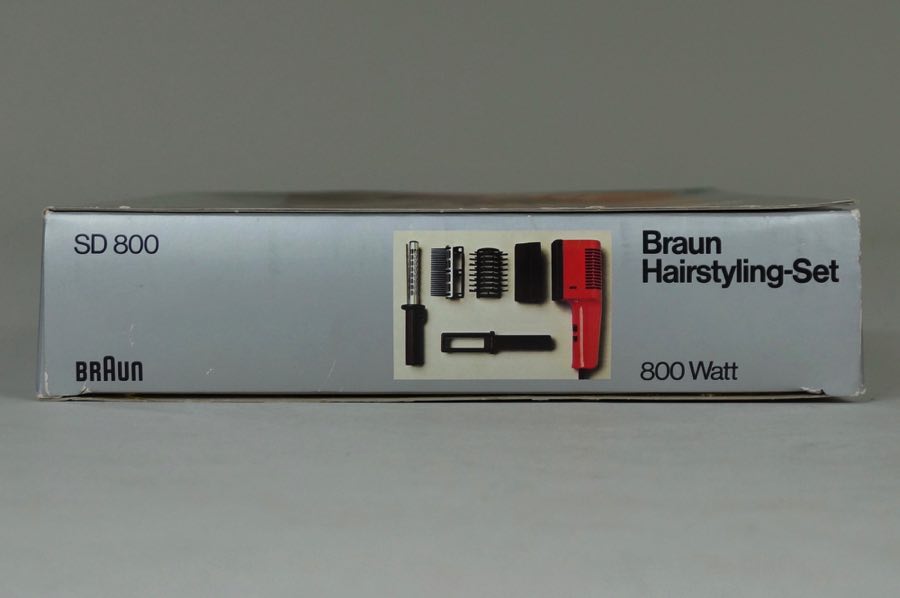 SD 800
BRAUN
Braun
Hairstyling-Set
800 Watt